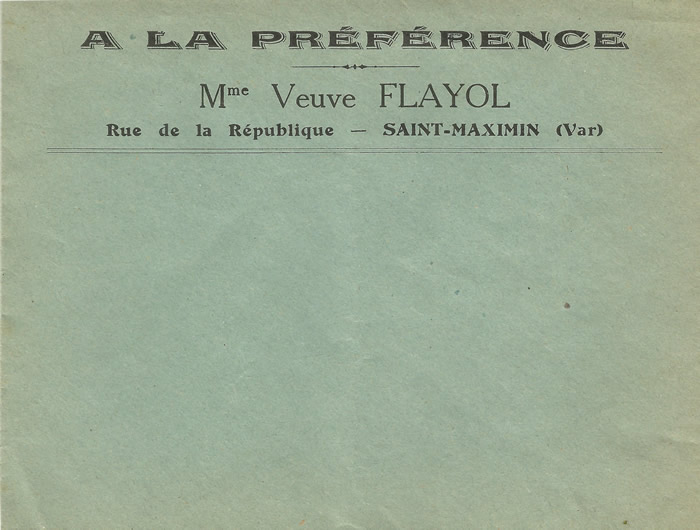 A LA PRÉFÉRENCE
Mme Veuve FLAYOL
Rue de la République — SAINT-MAXIMIN (Var)